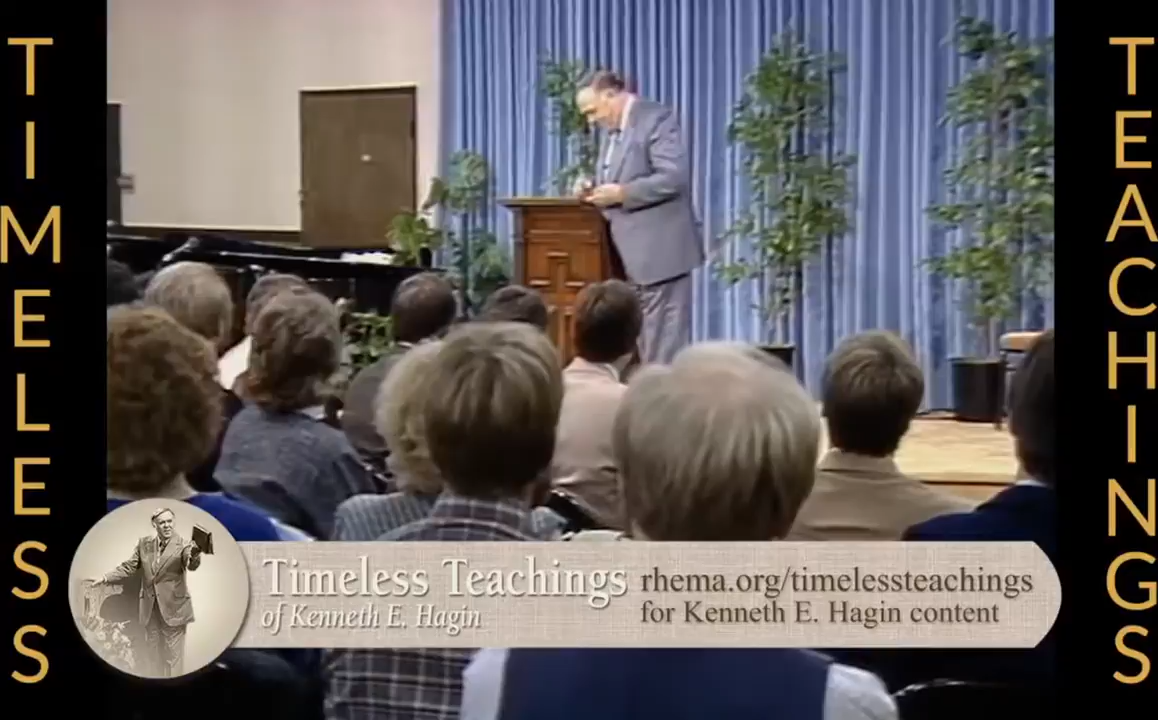 TIMELESS
TEACHINGS
Timeless Teachings
of Kenneth E. Hagin
rhema.org/timelessteachings
for Kenneth E. Hagin content